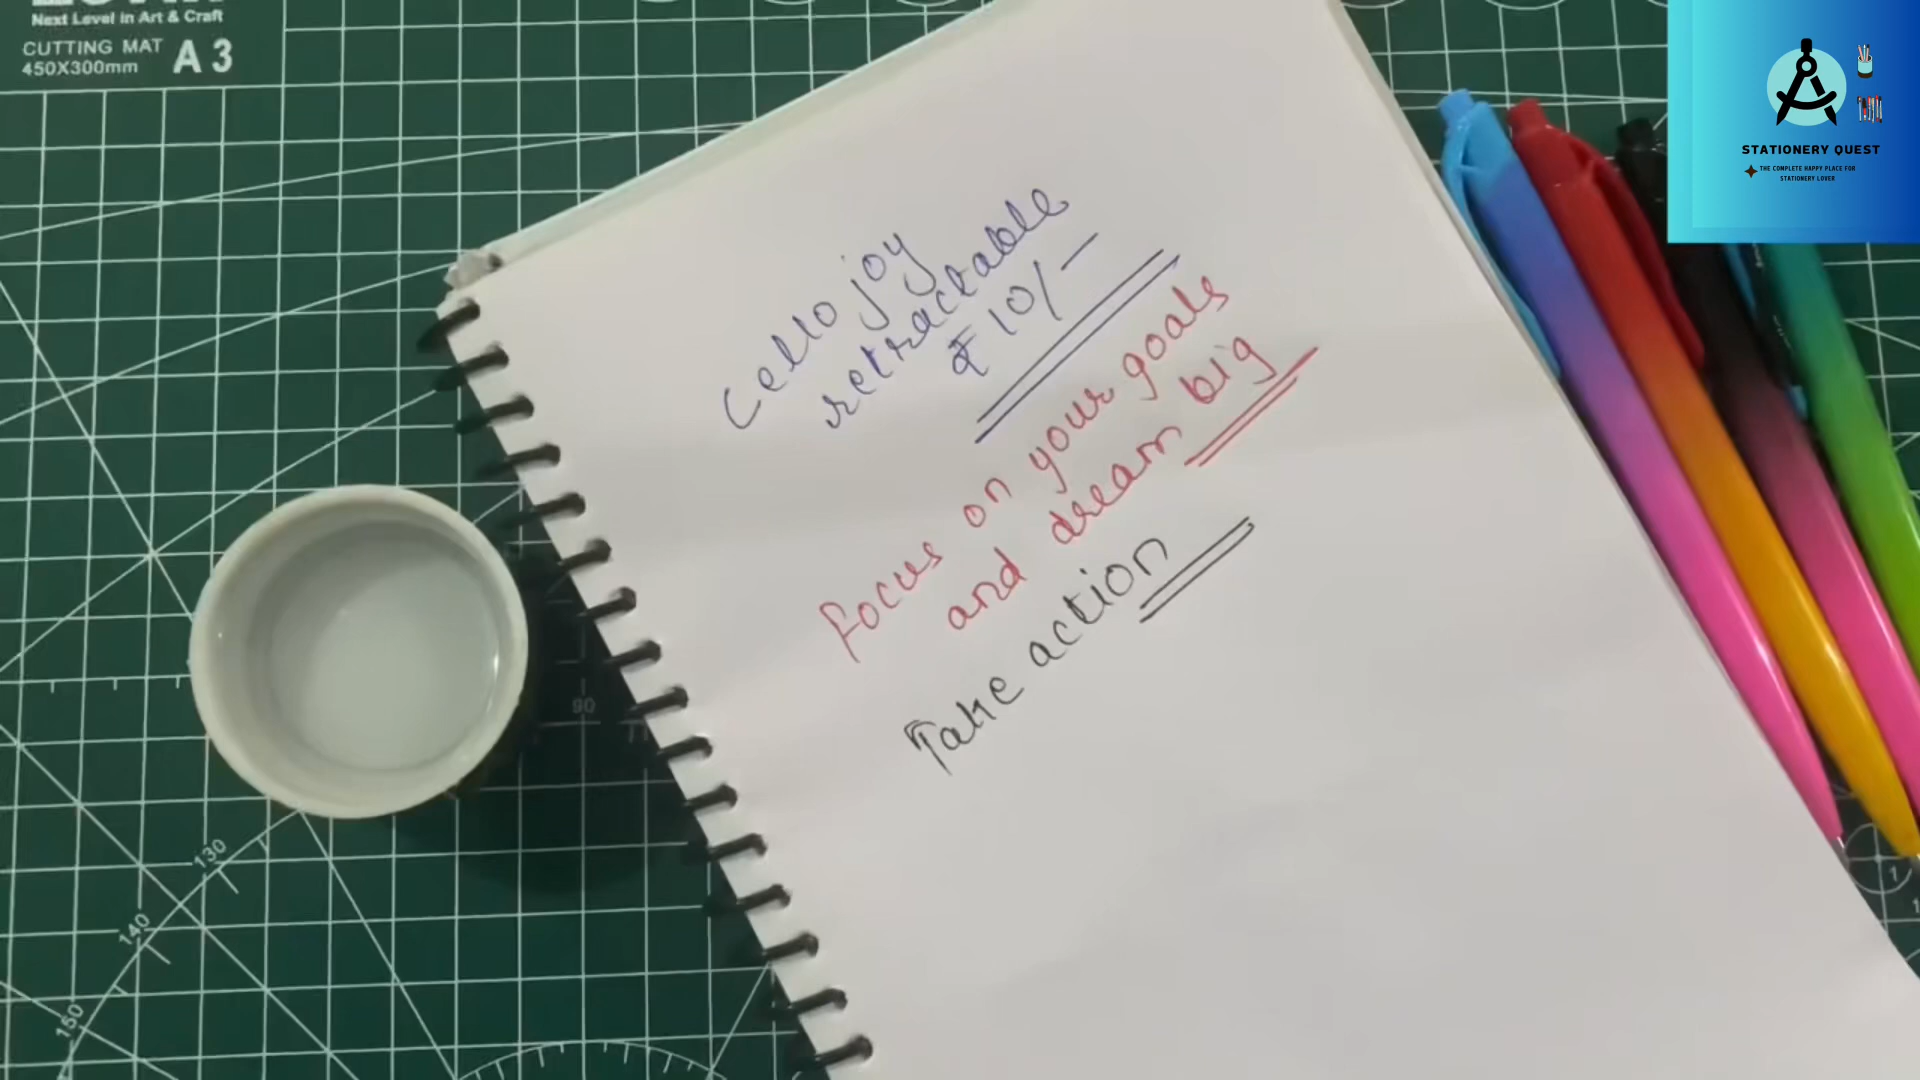 Next Level in Art & Craft
CUTTING MAT
450X300mm
A3
STATIONERY QUEST
THE COMPLETE HAPPY PLACE FOR
STATIONERY LOVER
Cello joy
retractable
₹10/-
focus on your goals
and dream big
Take action
90
130
140
150